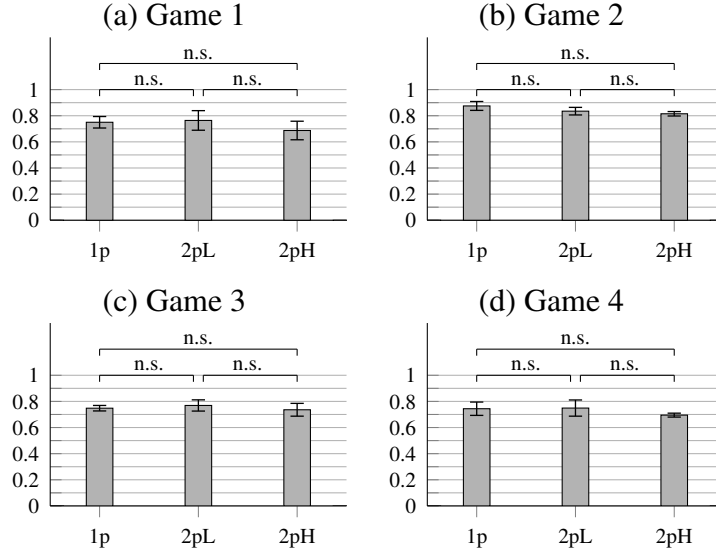 (a) Game 1
n.s.
n.s.
n.s.
1
0.8
0.6
0.4
0.2
0
1p
2pL
2pH
(b) Game 2
n.s.
n.s.
n.s.
1
0.8
0.6
0.4
0.2
0
1p
2pL
2pH
(c) Game 3
n.s.
n.s.
n.s.
1
0.8
0.6
0.4
0.2
0
1p
2pL
2pH
(d) Game 4
n.s.
n.s.
n.s.
1
0.8
0.6
0.4
0.2
0
1p
2pL
2pH